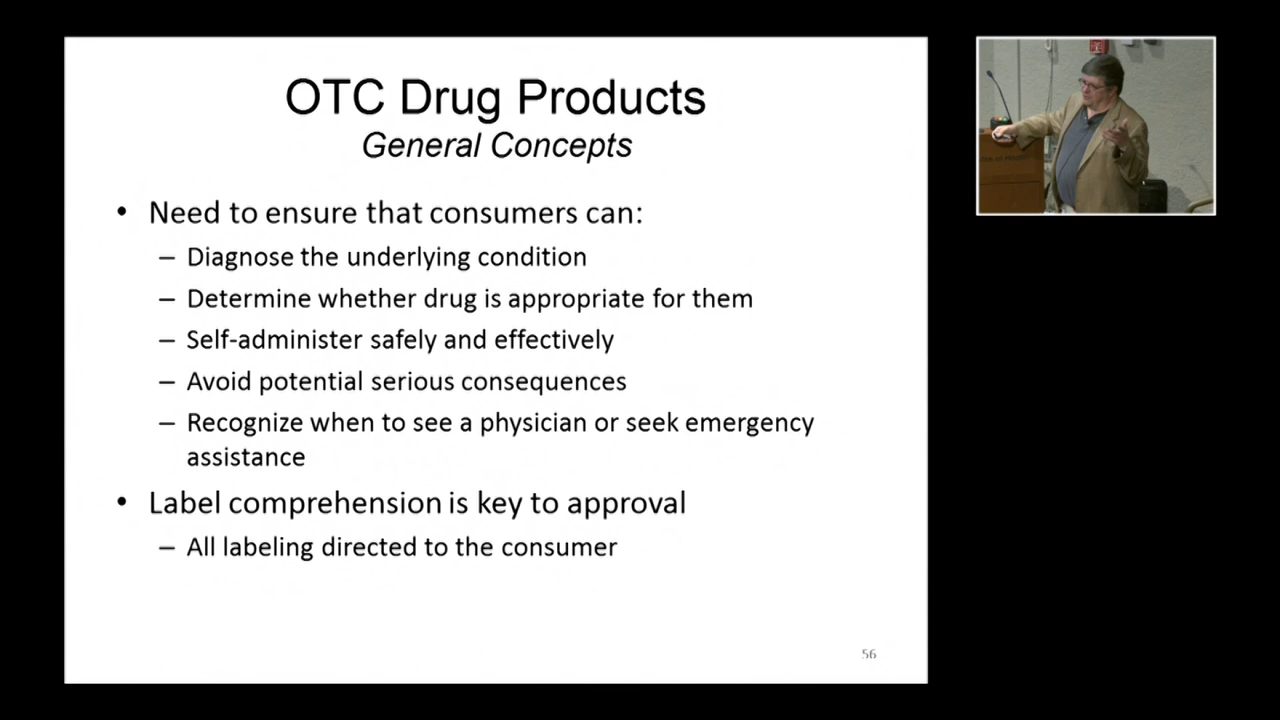 OTC Drug Products
General Concepts
• Need to ensure that consumers can:
– Diagnose the underlying condition
– Determine whether drug is appropriate for them
– Self-administer safely and effectively
– Avoid potential serious consequences
– Recognize when to see a physician or seek emergency
assistance
• Label comprehension is key to approval
– All labeling directed to the consumer
56